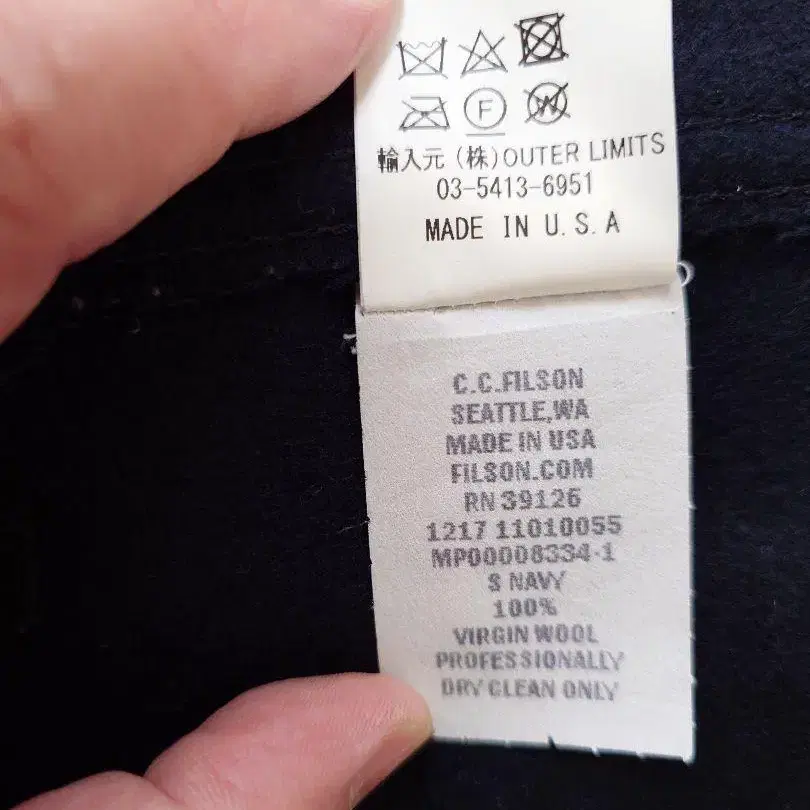 F
W
輸入元 (株)OUTER LIMITS
03-5413-6951
MADE IN U.S.A
C.C.FILSON
SEATTLE,WA
MADE IN USA
FILSON.COM
RN 39126
1217 11010055
MP00008334-1
S NAVY
100%
VIRGIN WOOL
PROFESSIONALLY
DRY CLEAN ONLY